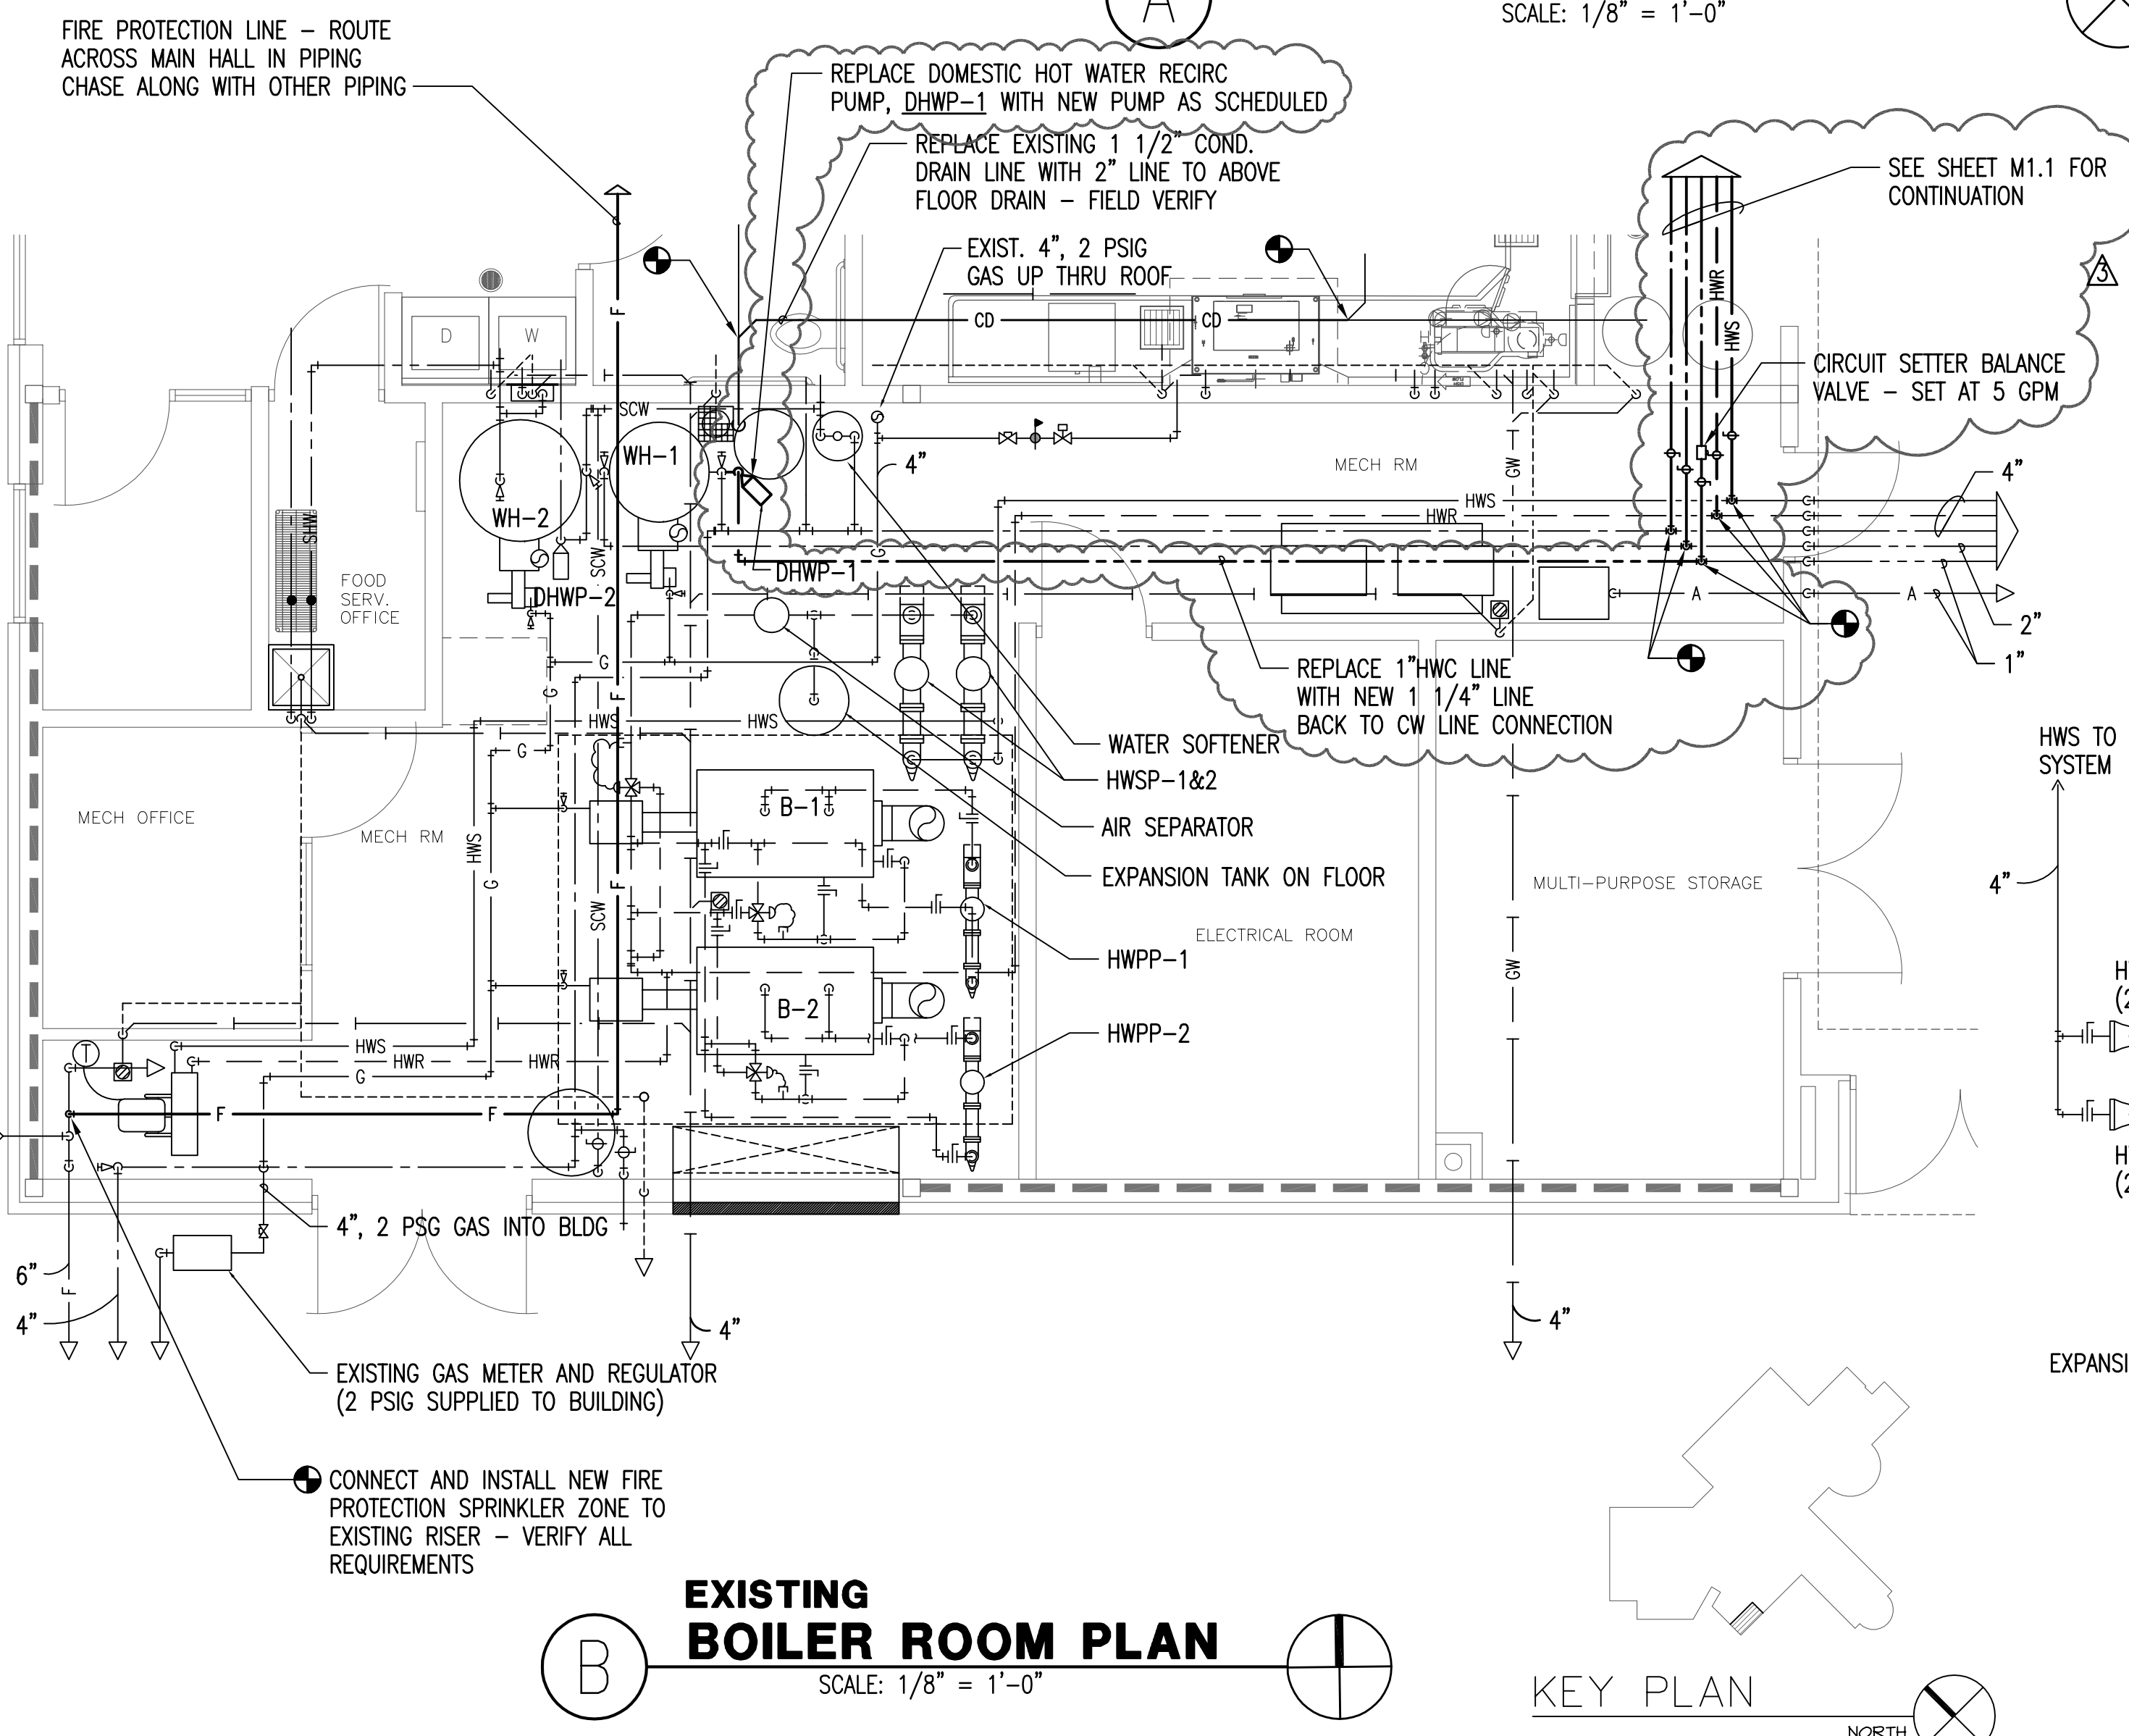 A
SCALE: 1/8" = 1'-0"
FIRE PROTECTION LINE – ROUTE
ACROSS MAIN HALL IN PIPING
CHASE ALONG WITH OTHER PIPING
REPLACE DOMESTIC HOT WATER RECIRC
PUMP, DHWP-1 WITH NEW PUMP AS SCHEDULED
REPLACE EXISTING 1 1/2" COND.
DRAIN LINE WITH 2" LINE TO ABOVE
FLOOR DRAIN – FIELD VERIFY
EXIST. 4", 2 PSIG
GAS UP THRU ROOF
SEE SHEET M1.1 FOR
CONTINUATION
3
HWR
HWS
CIRCUIT SETTER BALANCE
VALVE – SET AT 5 GPM
F
CD
CD
D
W
SCW
WH-1
WH-2
4"
MECH RM
GW
HWS
HWR
4"
SHW
SCW
G
FOOD
SERV.
OFFICE
DHWP-1
DHWP-2
A
A
2"
1"
G
G
F
REPLACE 1"HWC LINE
WITH NEW 1 1/4" LINE
BACK TO CW LINE CONNECTION
HWS
HWS
G
WATER SOFTENER
HWSP-1&2
AIR SEPARATOR
EXPANSION TANK ON FLOOR
HWS TO
SYSTEM
4"
MECH OFFICE
MECH RM
HWS
B-1
G
F
SCW
ELECTRICAL ROOM
MULTI-PURPOSE STORAGE
HWPP-1
GW
B-2
HWPP-2
T
HWS
HWR
HWR
G
F
F
4", 2 PSG GAS INTO BLDG
6"
F
4"
4"
4"
EXISTING GAS METER AND REGULATOR
(2 PSIG SUPPLIED TO BUILDING)
EXPANSI
CONNECT AND INSTALL NEW FIRE
PROTECTION SPRINKLER ZONE TO
EXISTING RISER – VERIFY ALL
REQUIREMENTS
B
EXISTING
BOILER ROOM PLAN
SCALE: 1/8" = 1'-0"
KEY PLAN
NORTH